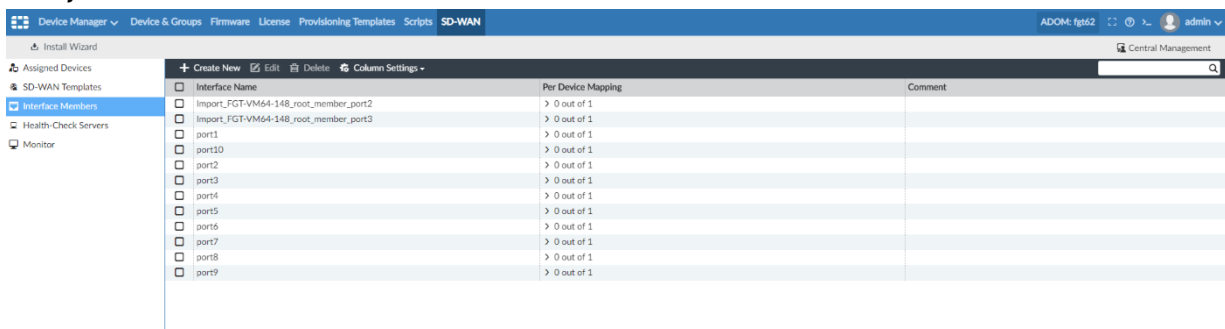 Device Manager Device & Groups Firmware License Provisioning Templates Scripts SD-WAN ADOM: fgt62 admin
Install Wizard Central Management
Assigned Devices + Create New Edit Delete Column Settings
SD-WAN Templates Interface Name Per Device Mapping Comment
Interface Members Import_FGT-VM64-148_root_member_port2 > 0 out of 1
Health-Check Servers Import_FGT-VM64-148_root_member_port3 > 0 out of 1
port1 > 0 out of 1
Monitor port10 > 0 out of 1
port2 > 0 out of 1
port3 > 0 out of 1
port4 > 0 out of 1
port5 > 0 out of 1
port6 > 0 out of 1
port7 > 0 out of 1
port8 > 0 out of 1
port9 > 0 out of 1